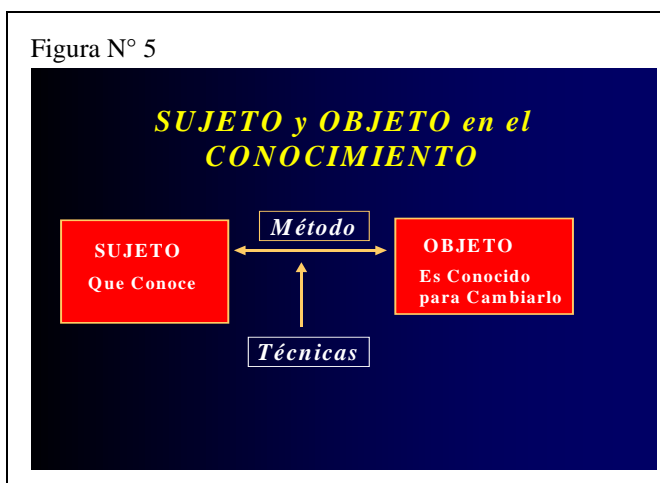 Figura N° 5
SUJETO y OBJETO en el
CONOCIMIENTO
Método
SUJETO
Que Conoce
OBJETO
Es Conocido
para Cambiarlo
Técnicas